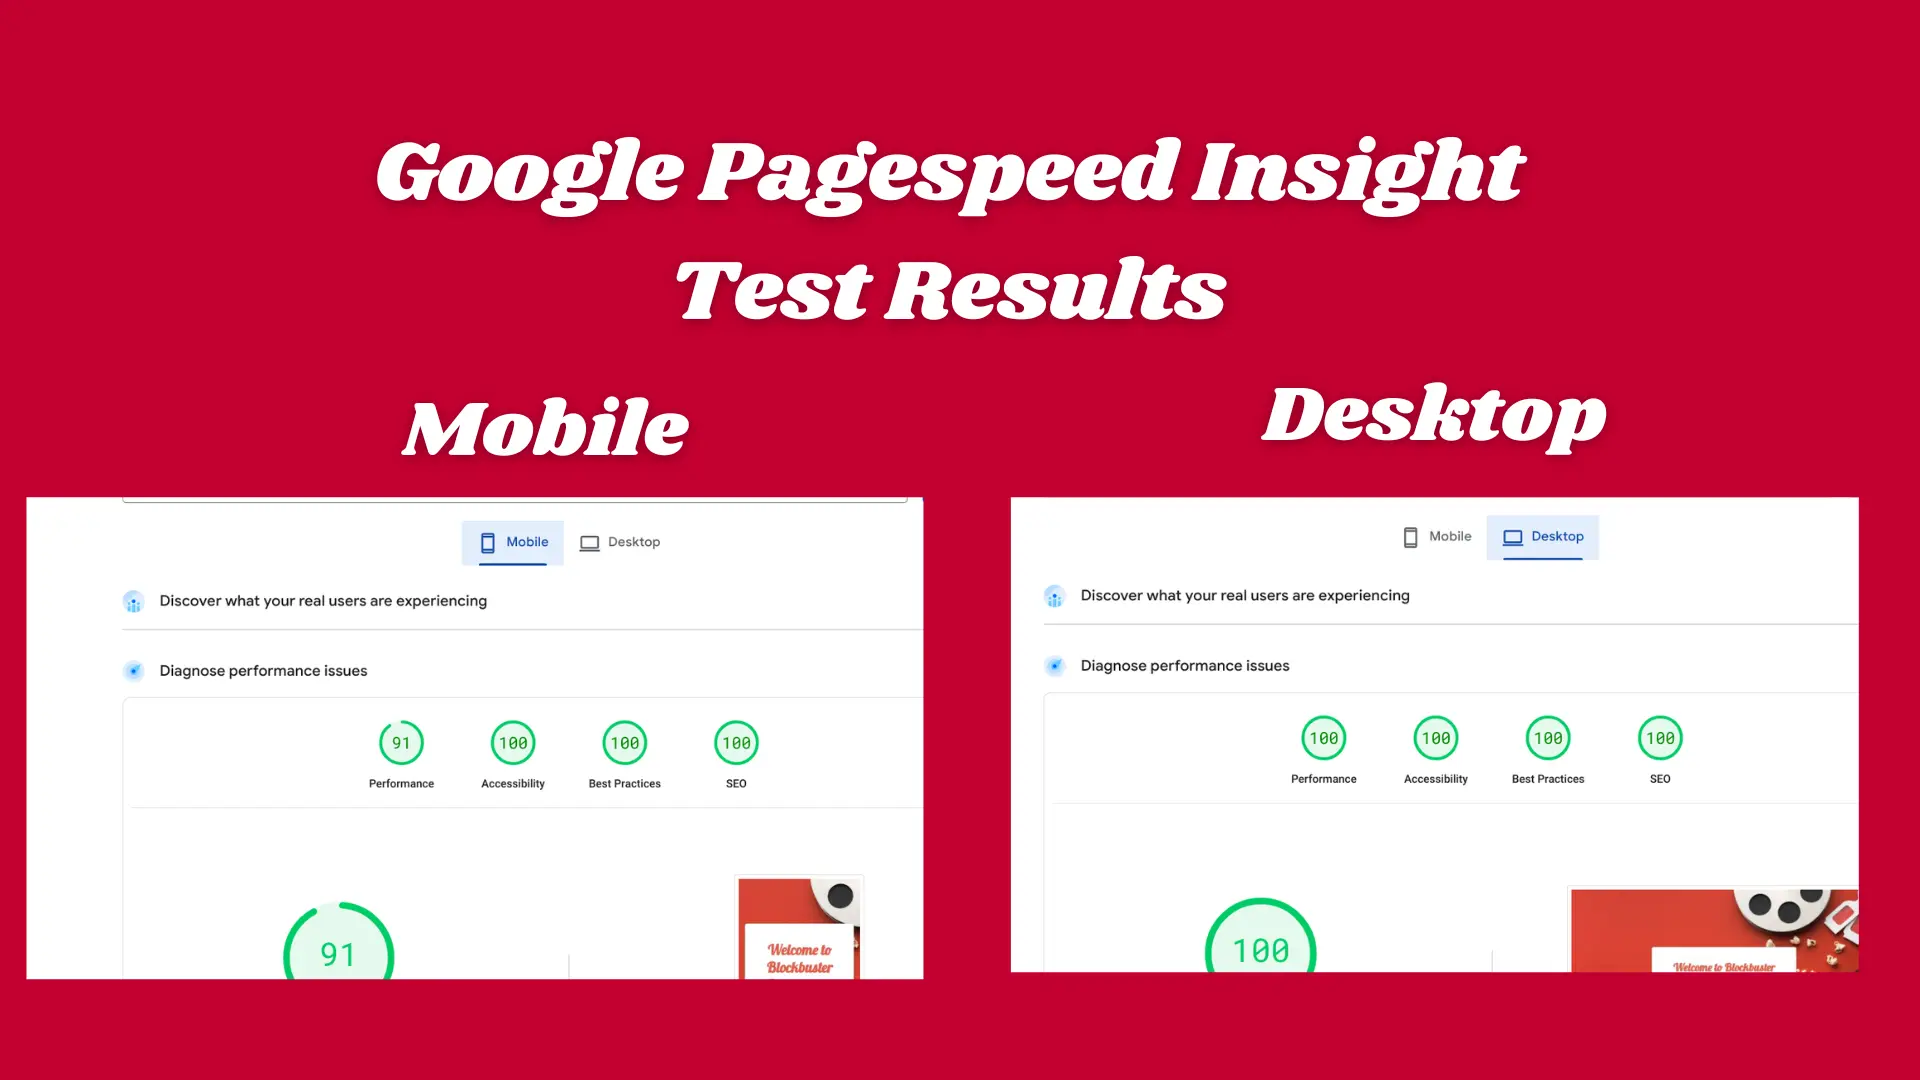 Google Pagespeed Insight
Test Results
Mobile
Mobile Desktop
Discover what your real users are experiencing
Diagnose performance issues
91 100 100 100
Performance Accessibility Best Practices SEO
91
Welcome to
Blockbuster
Desktop
Mobile Desktop
Discover what your real users are experiencing
Diagnose performance issues
100 100 100 100
Performance Accessibility Best Practices SEO
100
Welcome to Blockbuster